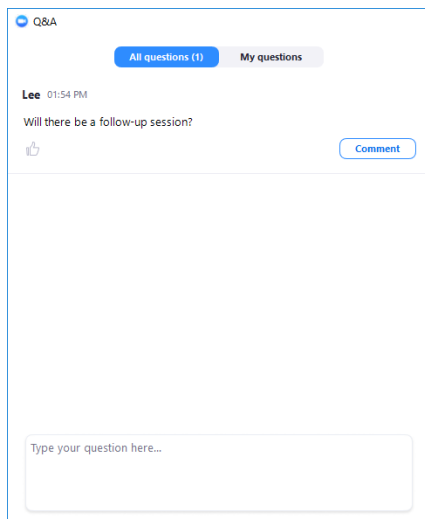 Q&A
All questions (1)
My questions
Lee 01:54 PM
Will there be a follow-up session?
Comment
Type your question here...